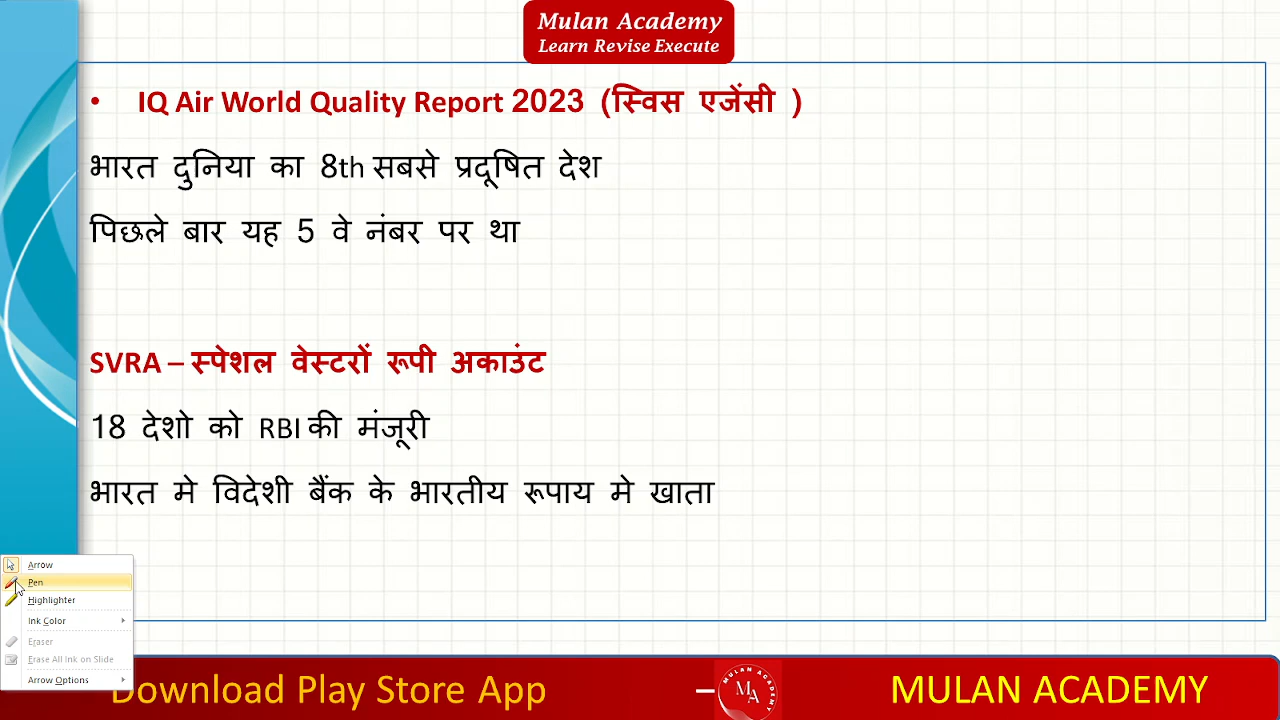 Mulan Academy
Learn Revise Execute
• IQ Air World Quality Report 2023 (स्विस एजेंसी )
भारत दुनिया का 8th सबसे प्रदूषित देश
पिछले बार यह 5 वे नंबर पर था
SVRA – स्पेशल वेस्टरों रूपी अकाउंट
18 देशो को RBI की मंजूरी
भारत मे विदेशी बैंक के भारतीय रूपाय मे खाता
Arrow
Pen
Highlighter
Ink Color
Eraser
Erase All Ink on Slide
Arrow Options
Download Play Store App – MULAN ACADEMY MA MULAN ACADEMY